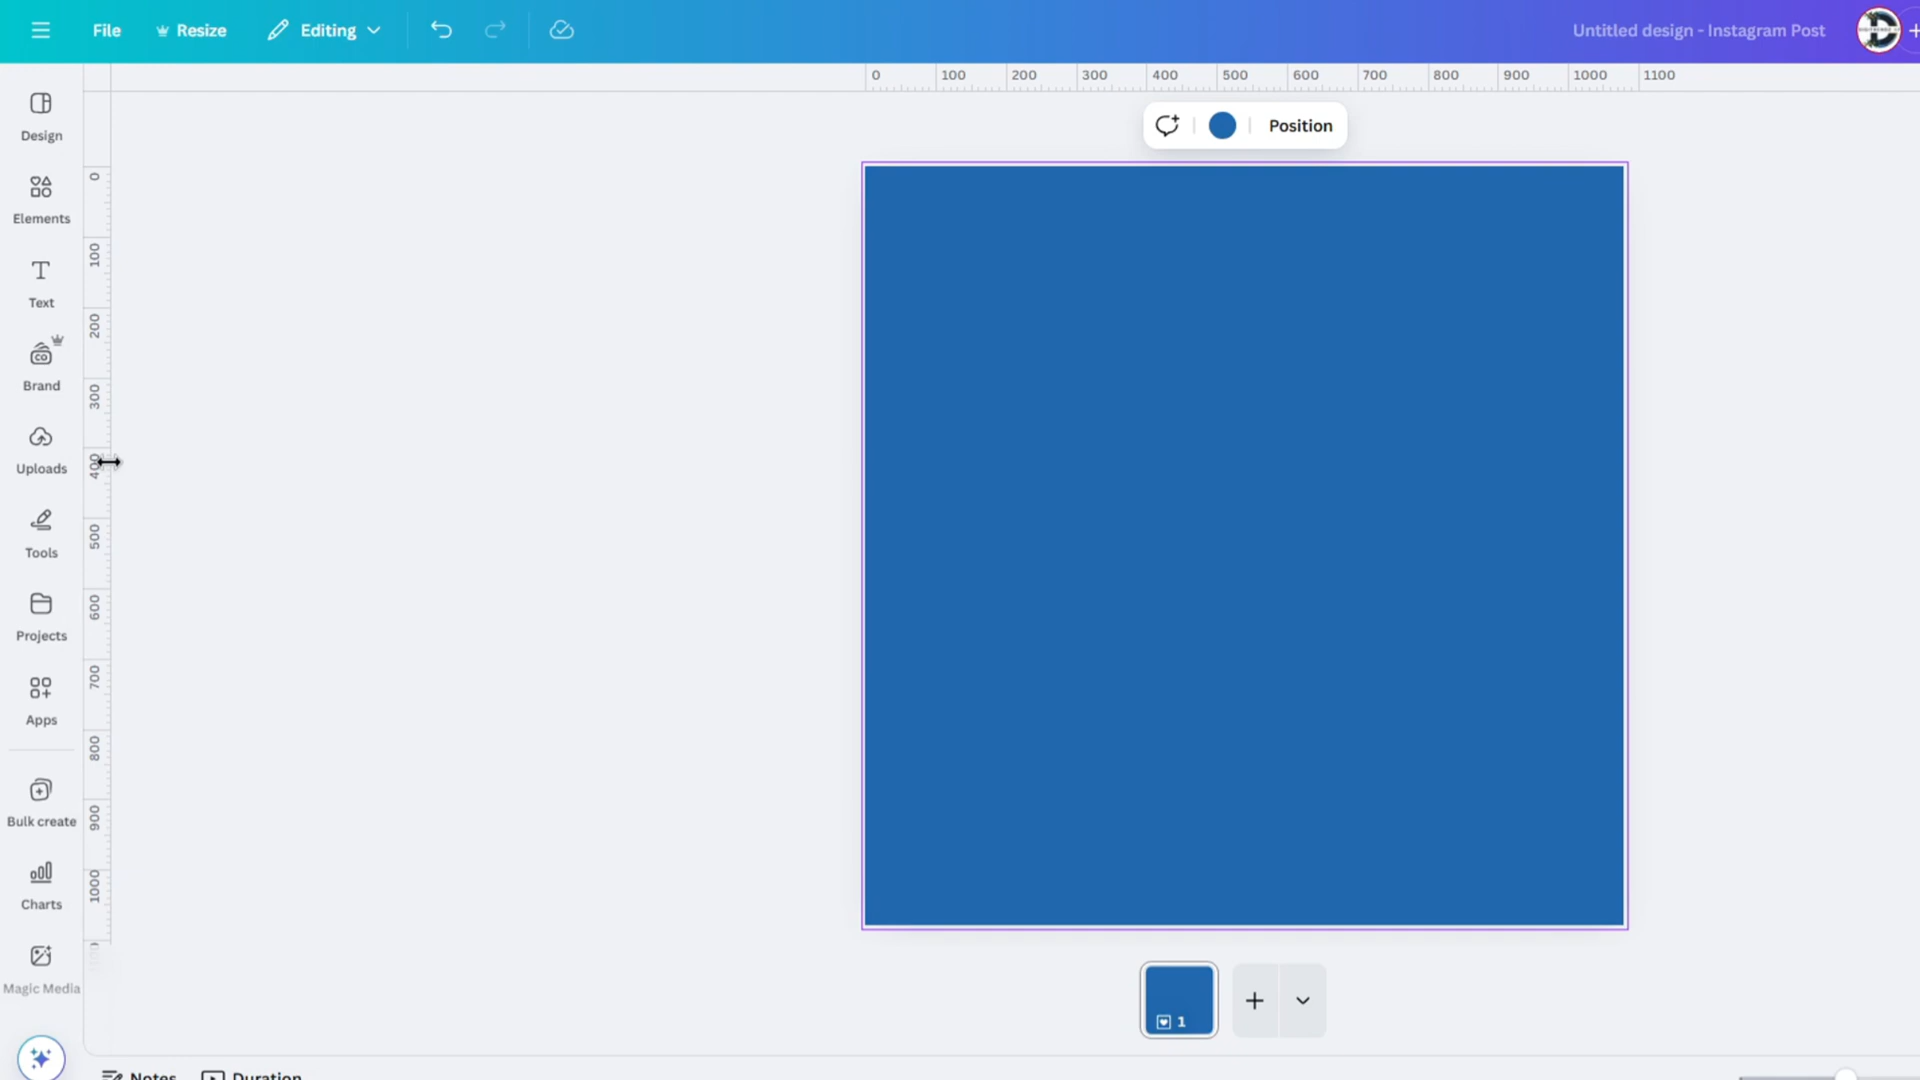 File Resize Editing Untitled design - Instagram Post
0 100 200 300 400 500 600 700 800 900 1000 1100
Position
Design
Elements
Text
Brand
Uploads
Tools
Projects
Apps
Bulk create
Charts
Magic Media
0
100
200
300
400
500
600
700
800
900
1000
1
Notes Duration